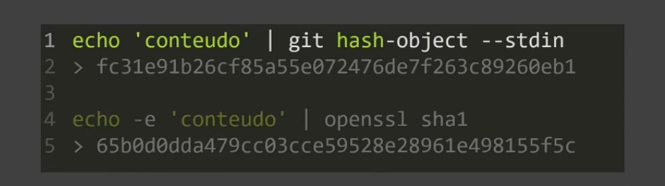 1 echo 'conteudo' | git hash-object --stdin
2 > fc31e91b26cf85a55e072476de7f263c89260eb1
3
4 echo -e 'conteudo' | openssl sha1
5 > 65b0d0dda479cc03cce59528e28961e498155f5c